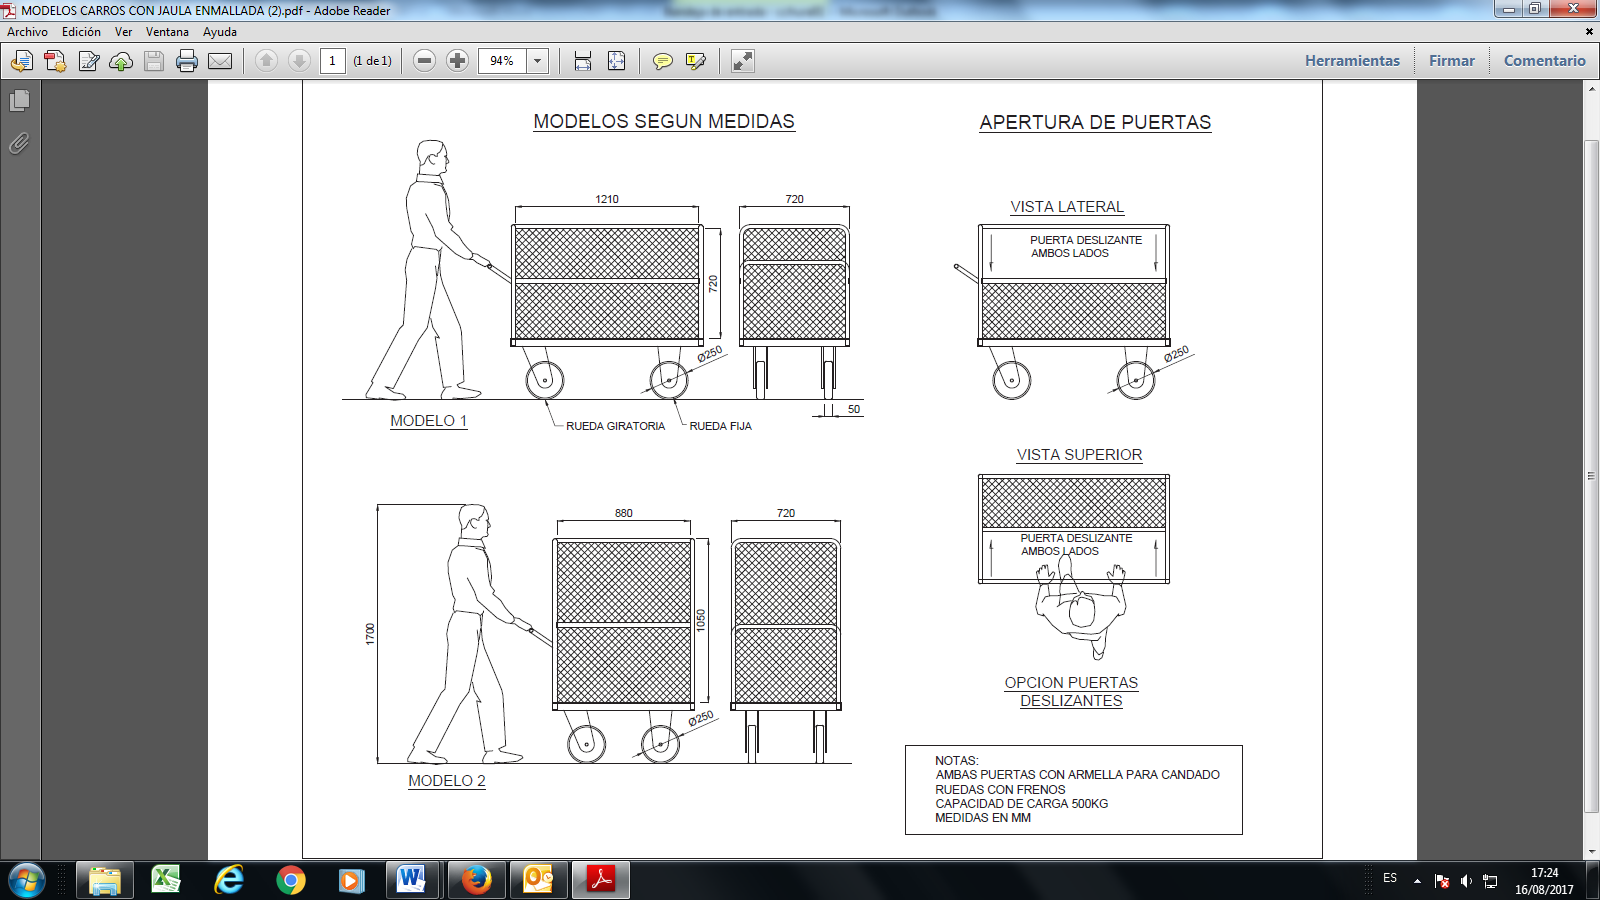 MODELOS CARROS CON JAULA ENMALLADA (2).pdf - Adobe Reader
Archivo Edición Ver Ventana Ayuda
1 (1 de 1) 94% Herramientas Firmar Comentario
MODELOS SEGUN MEDIDAS
1210
720
720
Ø250
50
RUEDA GIRATORIA
RUEDA FIJA
MODELO 1
880
720
1050
1700
Ø250
MODELO 2
APERTURA DE PUERTAS
VISTA LATERAL
PUERTA DESLIZANTE
AMBOS LADOS
Ø250
VISTA SUPERIOR
PUERTA DESLIZANTE
AMBOS LADOS
OPCION PUERTAS
DESLIZANTES
NOTAS:
AMBAS PUERTAS CON ARMELLA PARA CANDADO
RUEDAS CON FRENOS
CAPACIDAD DE CARGA 500KG
MEDIDAS EN MM
ES
17:24
16/08/2017